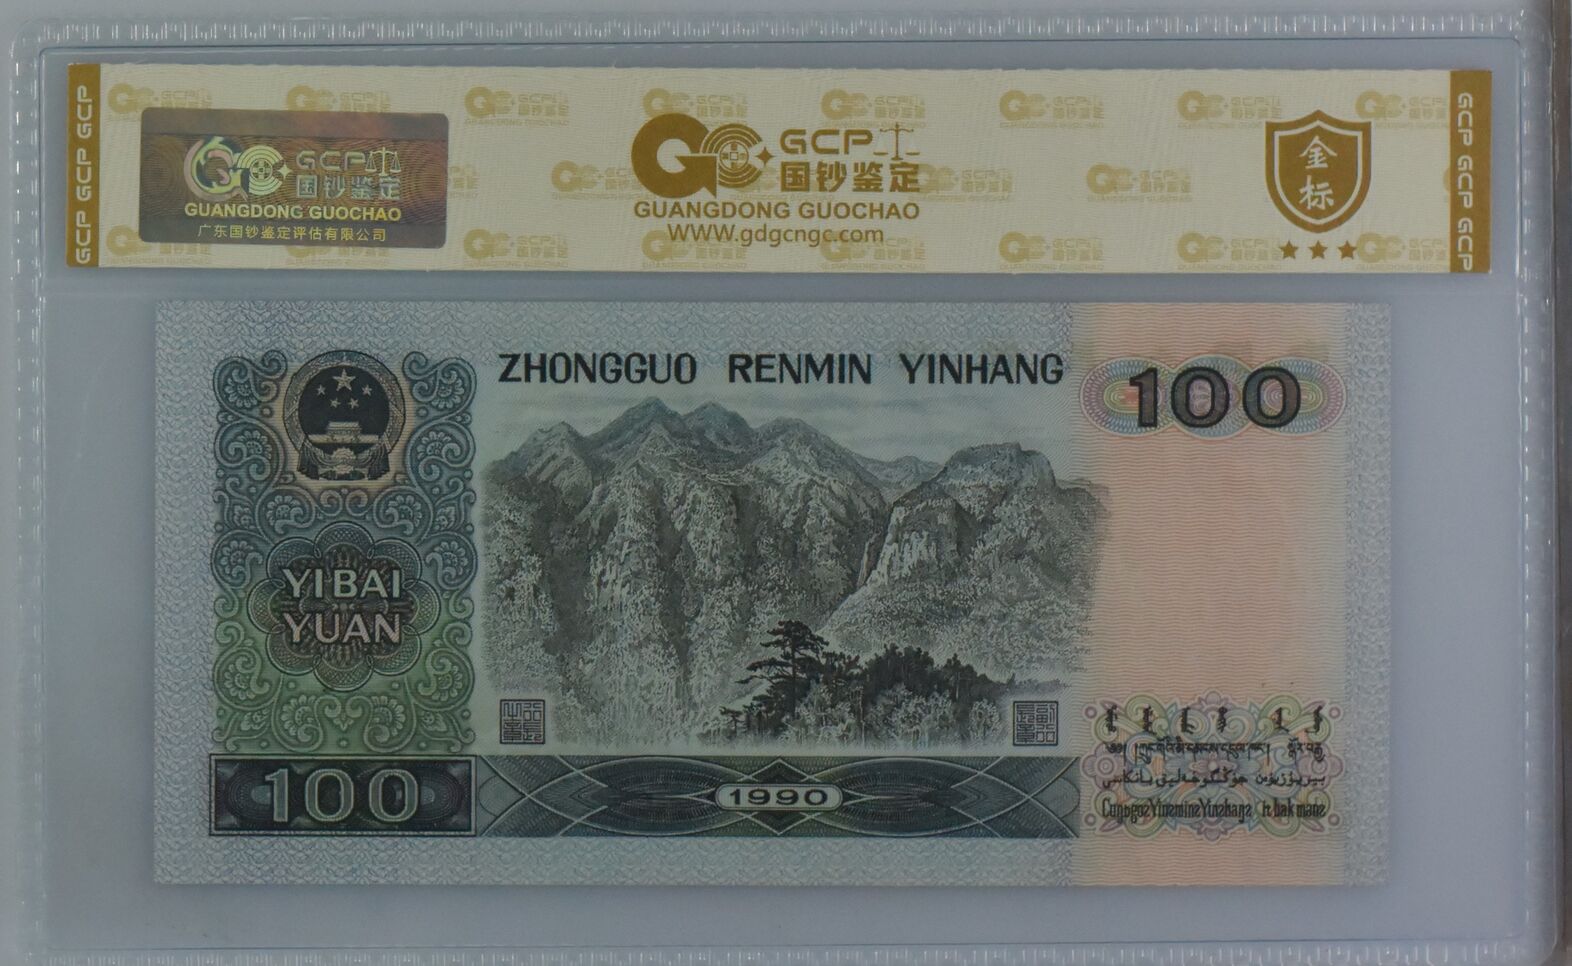 GCP GCP GCP
GCP
国钞鉴定
GUANGDONG GUOCHAO
广东国钞鉴定评估有限公司
GCP
国钞鉴定
GUANGDONG GUOCHAO
WWW.gdgcngc.com
金标
GCP GCP GCP
ZHONGGUO RENMIN YINHANG
100
YIBAI
YUAN
100
1990